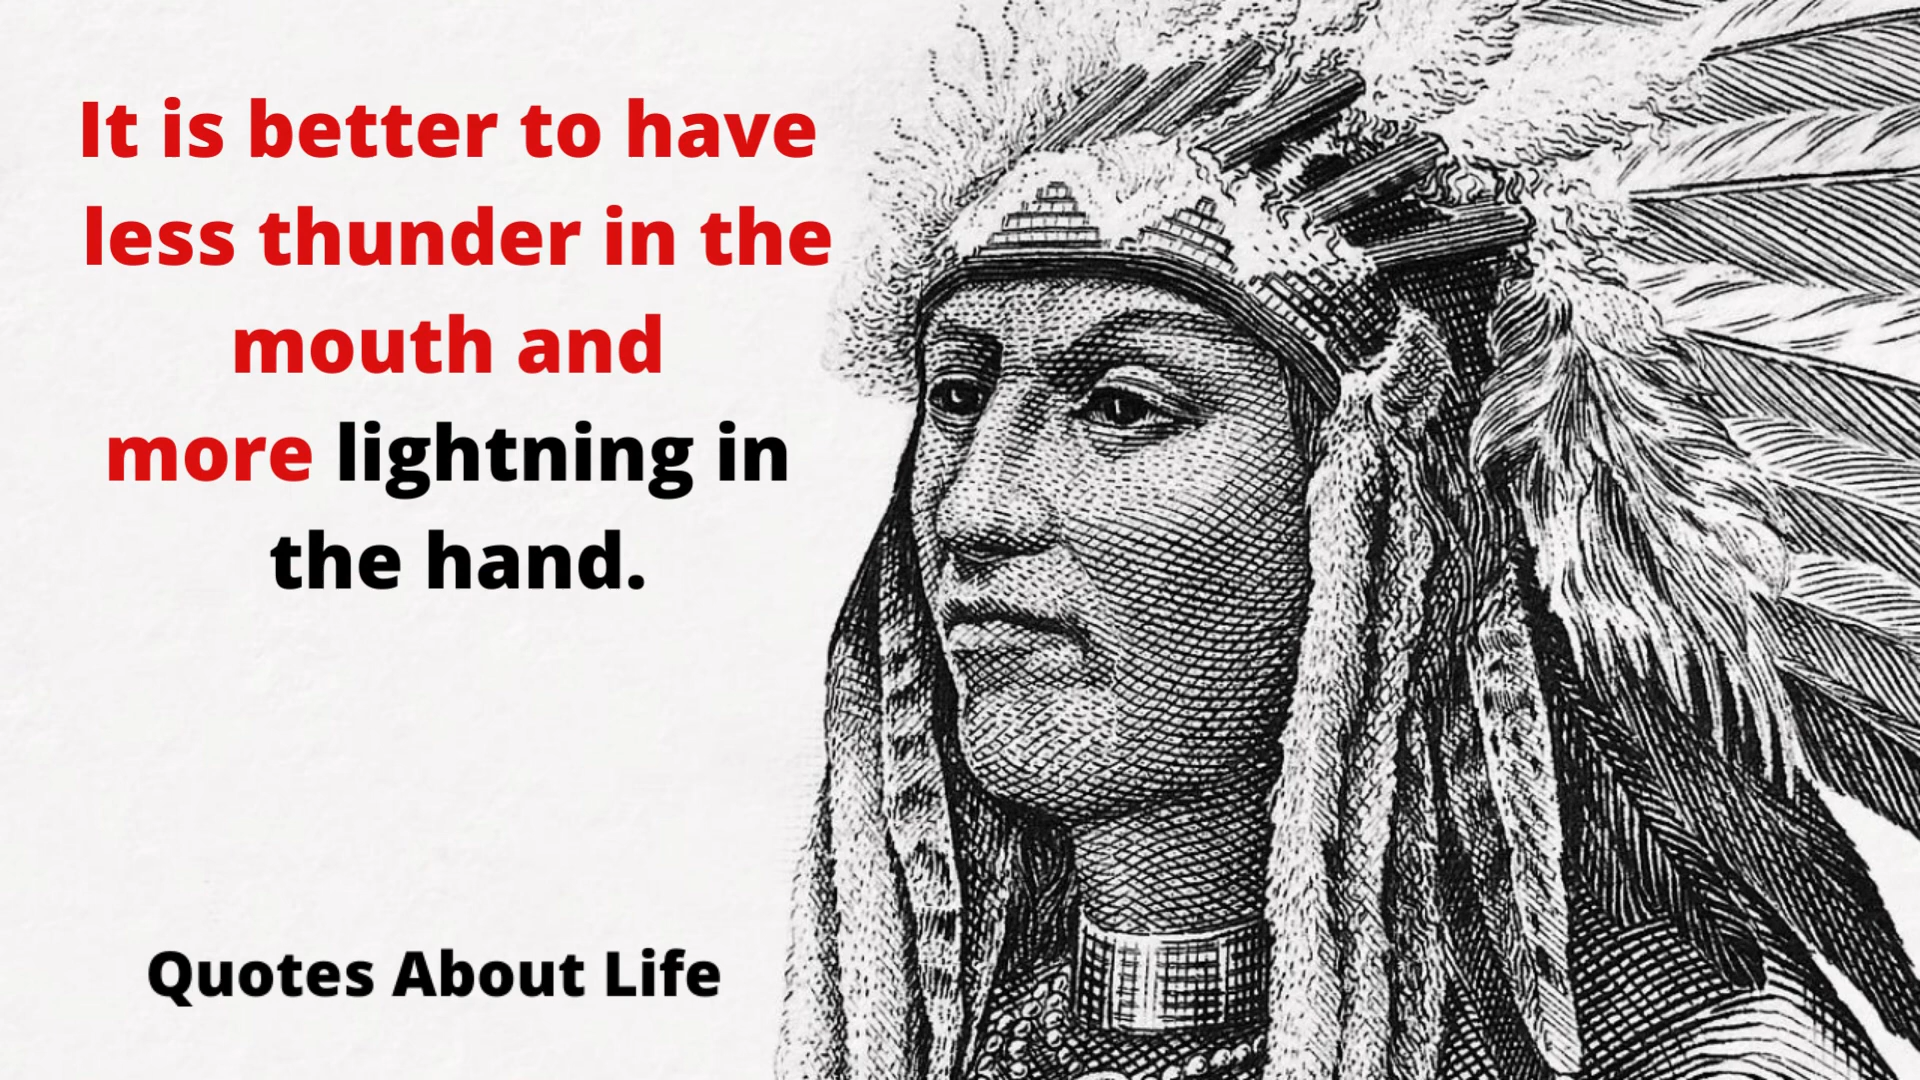 It is better to have
less thunder in the
mouth and
more lightning in
the hand.
Quotes About Life